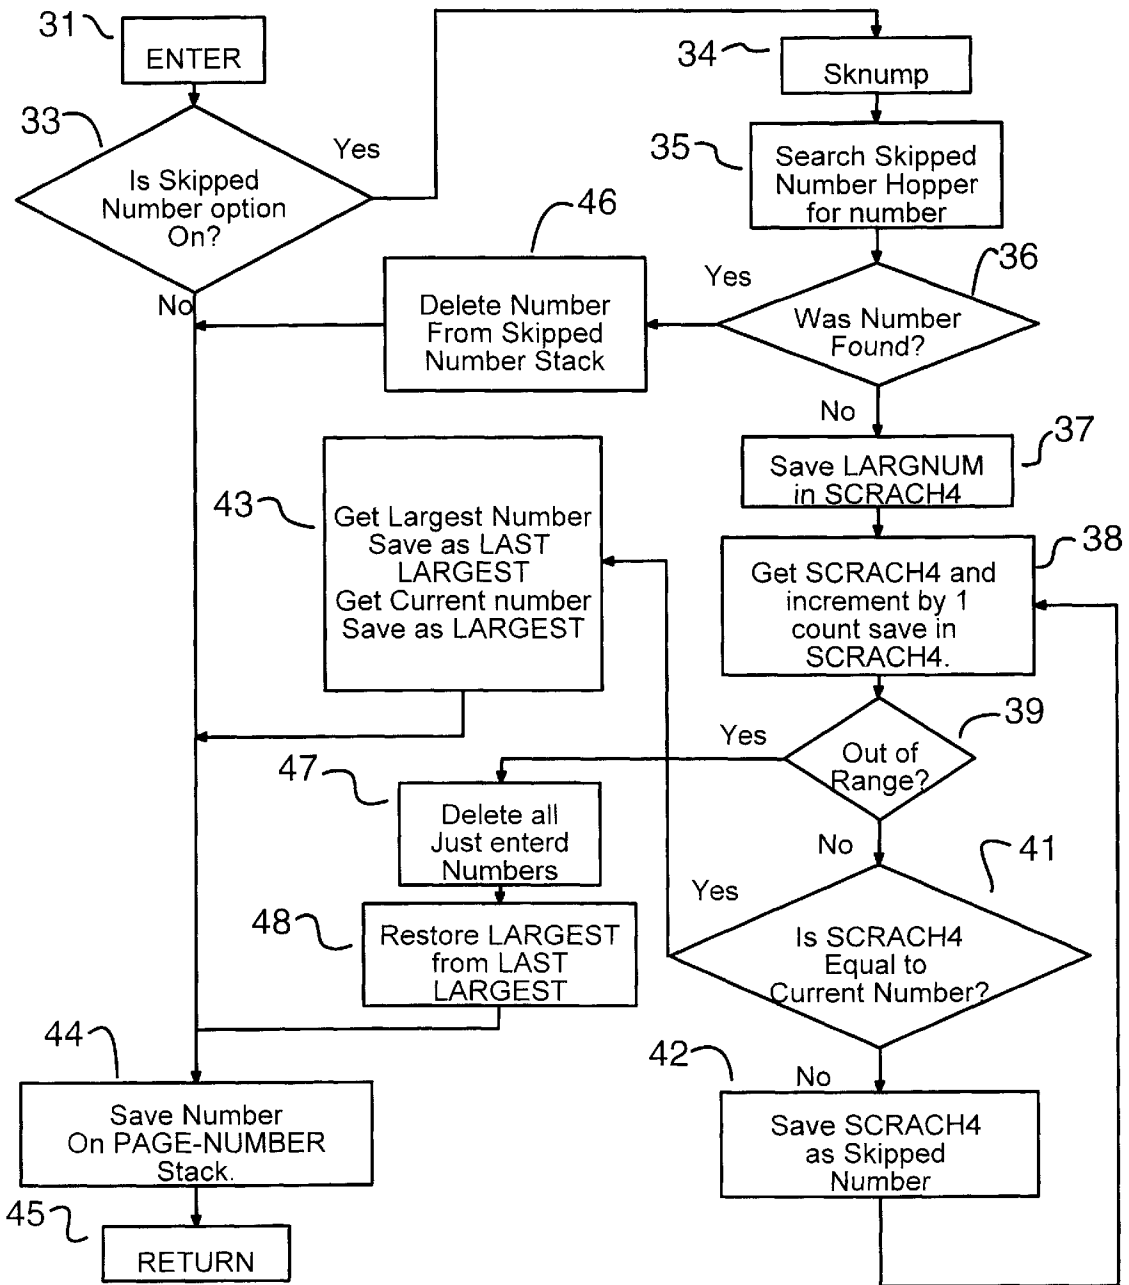 31
ENTER
33
Is Skipped
Number option
On?
Yes
No
34
Sknump
35
Search Skipped
Number Hopper
for number
36
Was Number
Found?
Yes
No
46
Delete Number
From Skipped
Number Stack
37
Save LARGNUM
in SCRACH4
38
Get SCRACH4 and
increment by 1
count save in
SCRACH4.
39
Out of
Range?
Yes
No
43
Get Largest Number
Save as LAST
LARGEST
Get Current number
Save as LARGEST
47
Delete all
Just enterd
Numbers
48
Restore LARGEST
from LAST
LARGEST
41
Is SCRACH4
Equal to
Current Number?
Yes
No
42
Save SCRACH4
as Skipped
Number
44
Save Number
On PAGE-NUMBER
Stack.
45
RETURN